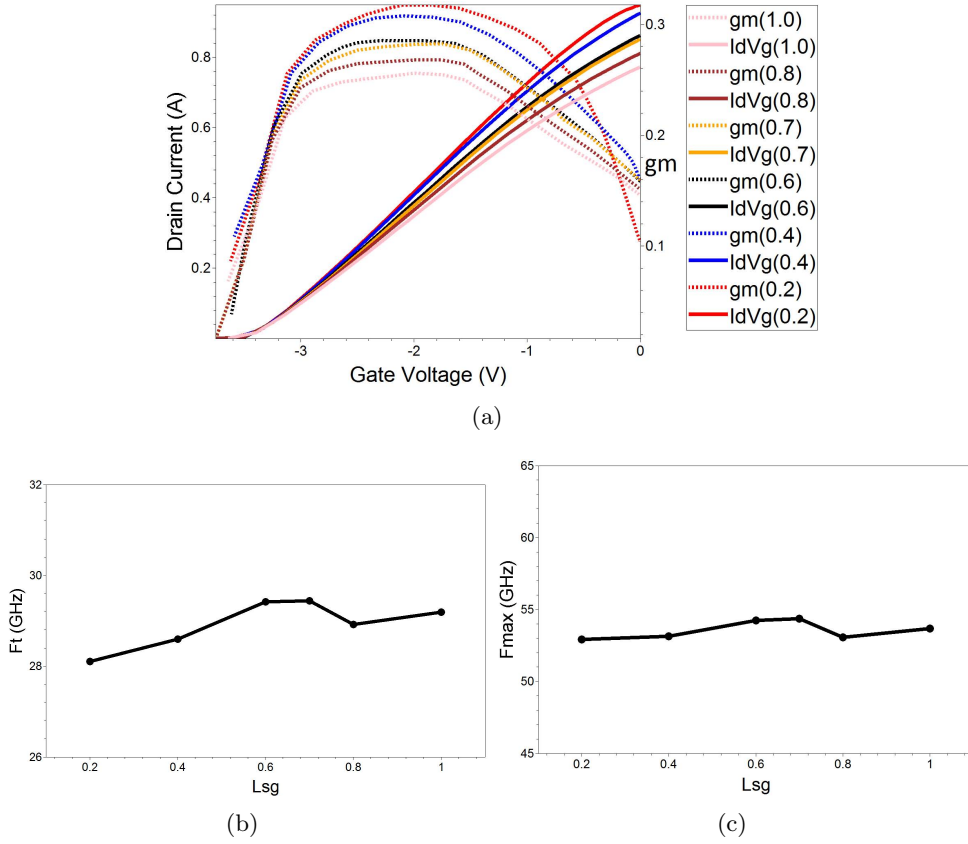 0.8
0.6
0.4
0.2
Drain Current (A)
-3
-2
-1
0
Gate Voltage (V)
0.3
0.2
gm
0.1
gm(1.0)
IdVg(1.0)
gm(0.8)
IdVg(0.8)
gm(0.7)
IdVg(0.7)
gm(0.6)
IdVg(0.6)
gm(0.4)
IdVg(0.4)
gm(0.2)
IdVg(0.2)
(a)
32
30
28
26
Ft (GHz)
0.2
0.4
0.6
0.8
1
Lsg
(b)
65
60
55
50
45
Fmax (GHz)
0.2
0.4
0.6
0.8
1
Lsg
(c)